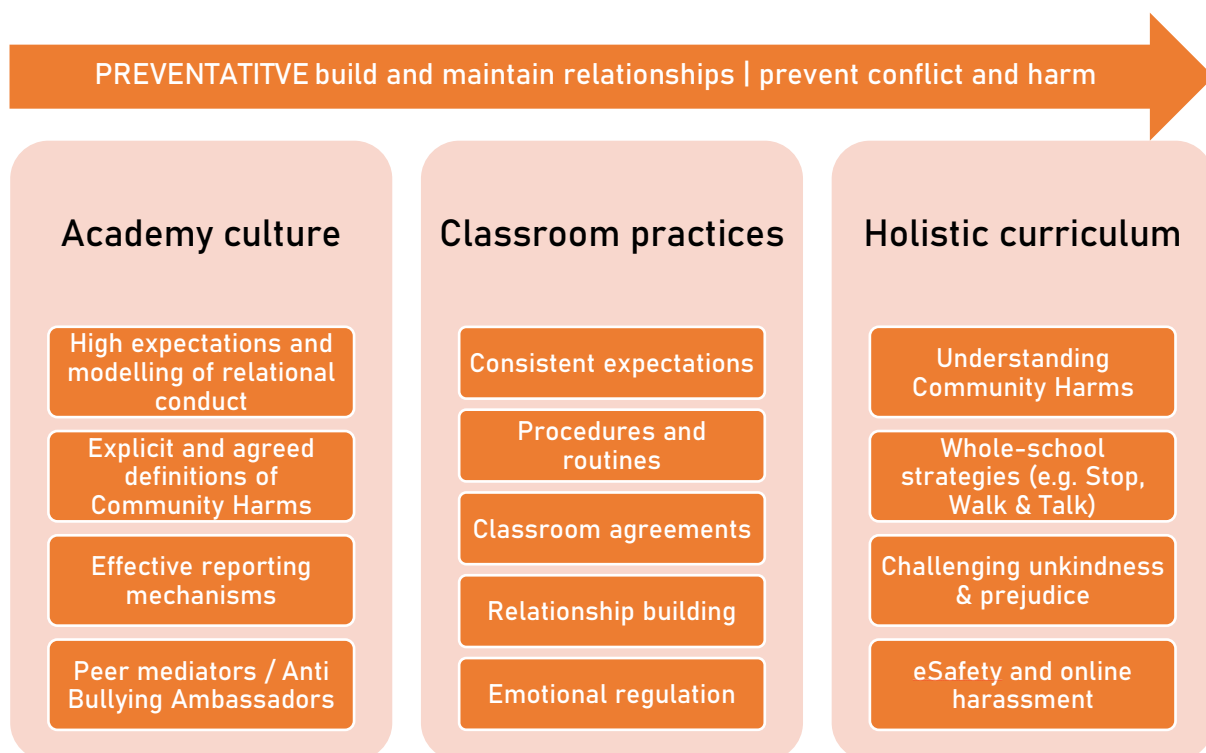 PREVENTATITVE build and maintain relationships | prevent conflict and harm
Academy culture
High expectations and
modelling of relational
conduct
Explicit and agreed
definitions of
Community Harms
Effective reporting
mechanisms
Peer mediators / Anti
Bullying Ambassadors
Classroom practices
Consistent expectations
Procedures and
routines
Classroom agreements
Relationship building
Emotional regulation
Holistic curriculum
Understanding
Community Harms
Whole-school
strategies (e.g. Stop,
Walk & Talk)
Challenging unkindness
& prejudice
eSafety and online
harassment